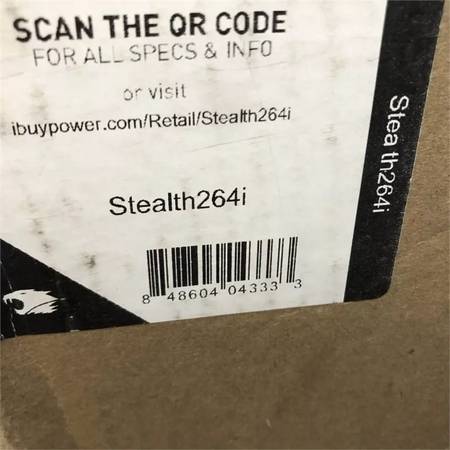 SCAN THE QR CODE
FOR ALL SPECS & INFO
or visit
ibuypower.com/Retail/Stealth264i
Stealth264i
8 48604 04333 3
Stealth264i